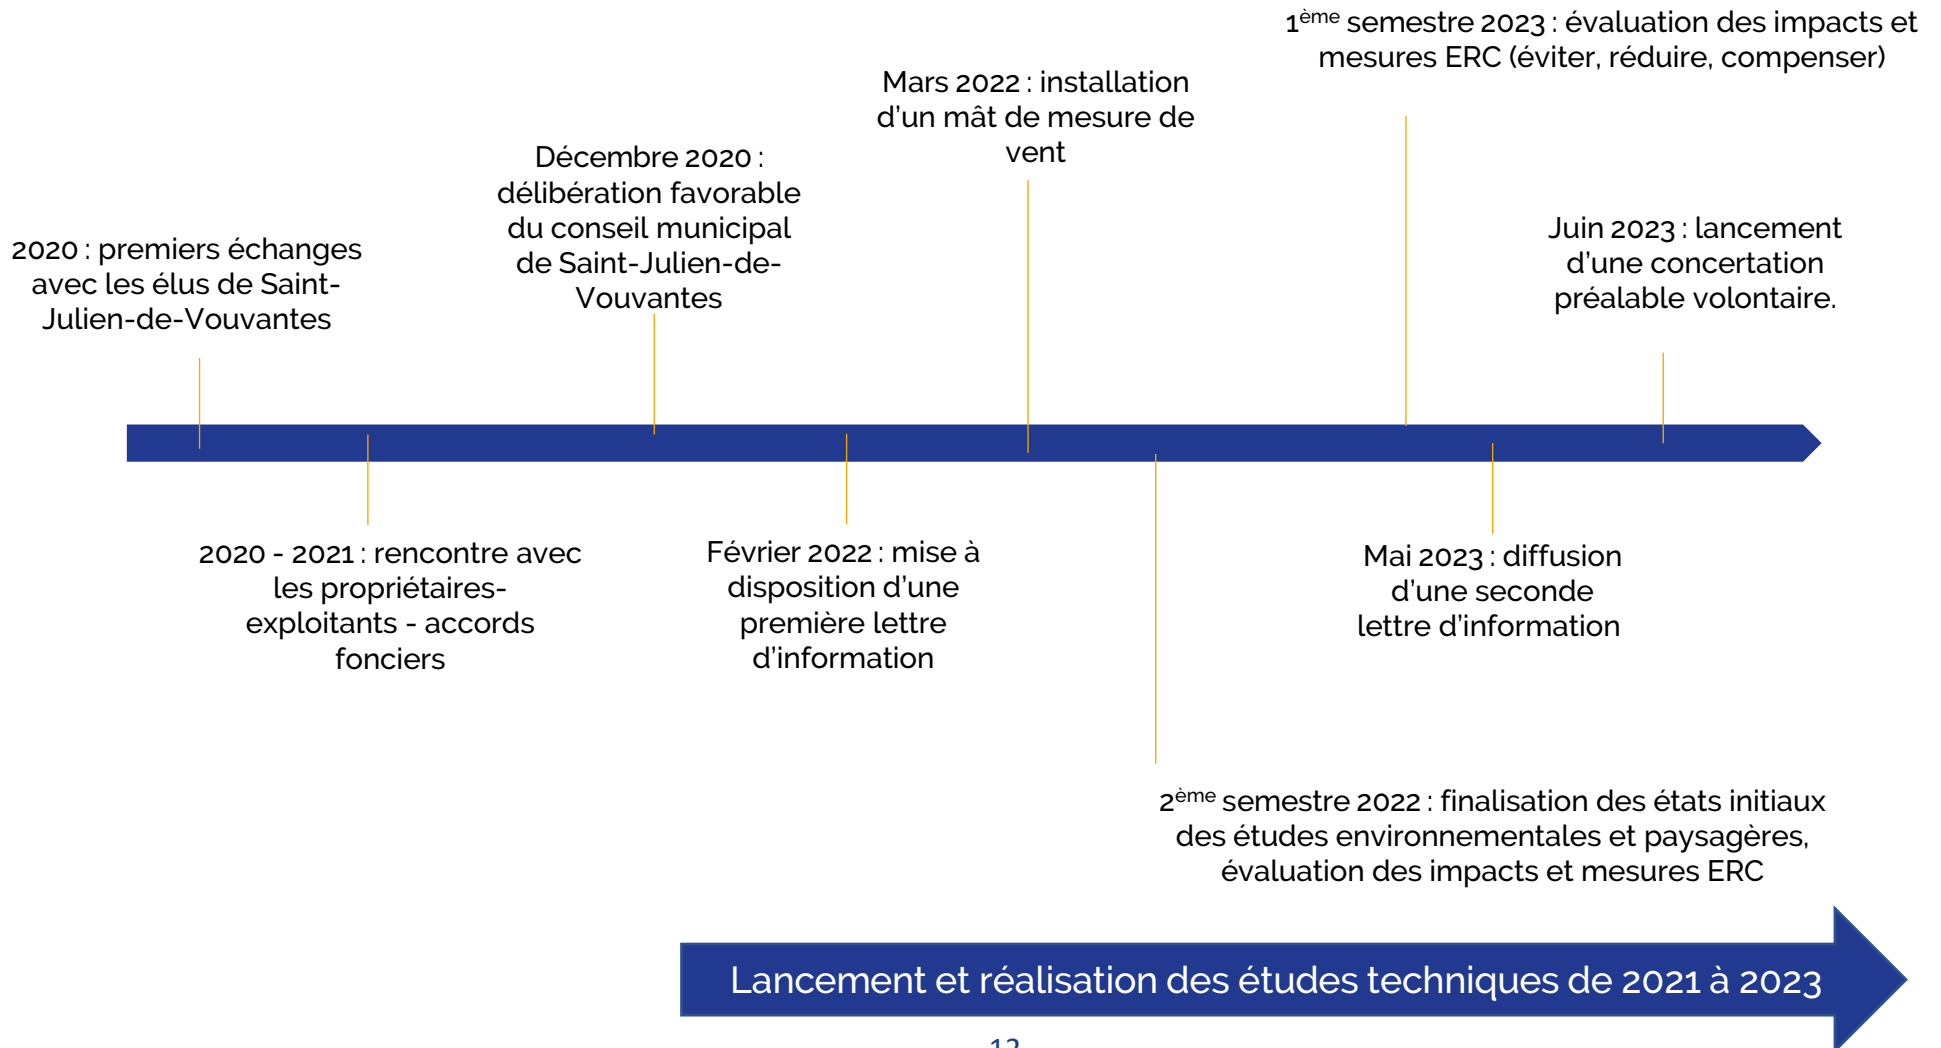 1ème semestre 2023 : évaluation des impacts et
mesures ERC (éviter, réduire, compenser)
Mars 2022 : installation
d'un mât de mesure de
vent
Décembre 2020 :
délibération favorable
du conseil municipal
de Saint-Julien-de-
Vouvantes
Juin 2023 : lancement
d'une concertation
préalable volontaire.
2020 : premiers échanges
avec les élus de Saint-
Julien-de-Vouvantes
2020 - 2021 : rencontre avec
les propriétaires-
exploitants - accords
fonciers
Février 2022 : mise à
disposition d'une
première lettre
d'information
Mai 2023 : diffusion
d'une seconde
lettre d'information
2ème semestre 2022 : finalisation des états initiaux
des études environnementales et paysagères,
évaluation des impacts et mesures ERC
Lancement et réalisation des études techniques de 2021 à 2023
12